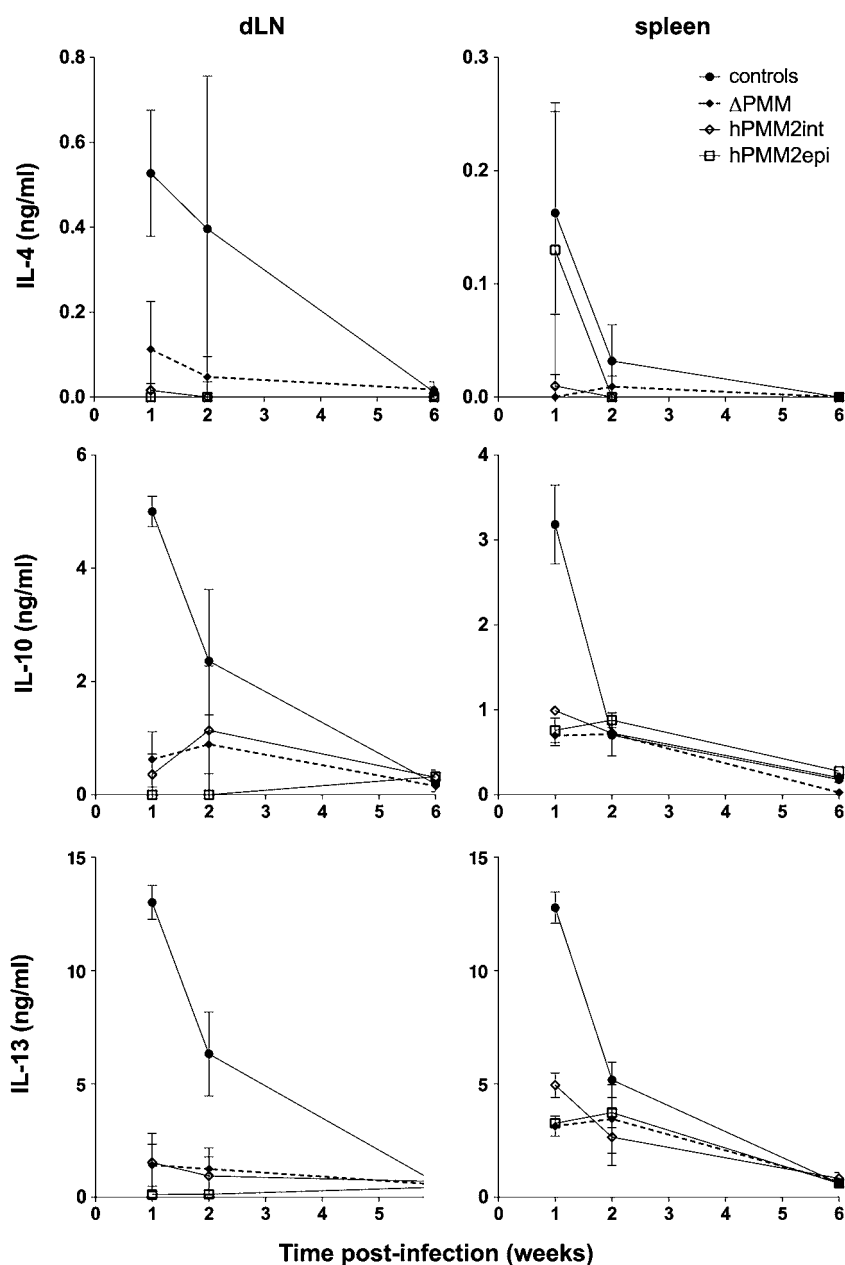 dLN
spleen
IL-4 (ng/ml)
0.8
0.6
0.4
0.2
0.0
0 1 2 3 4 5 6
0.3
0.2
0.1
0.0
0 1 2 3 4 5 6
controls
ΔPMM
hPMM2int
hPMM2epi
IL-10 (ng/ml)
6
4
2
0
0 1 2 3 4 5 6
4
3
2
1
0
0 1 2 3 4 5 6
IL-13 (ng/ml)
15
10
5
0
0 1 2 3 4 5 6
15
10
5
0
0 1 2 3 4 5 6
Time post-infection (weeks)